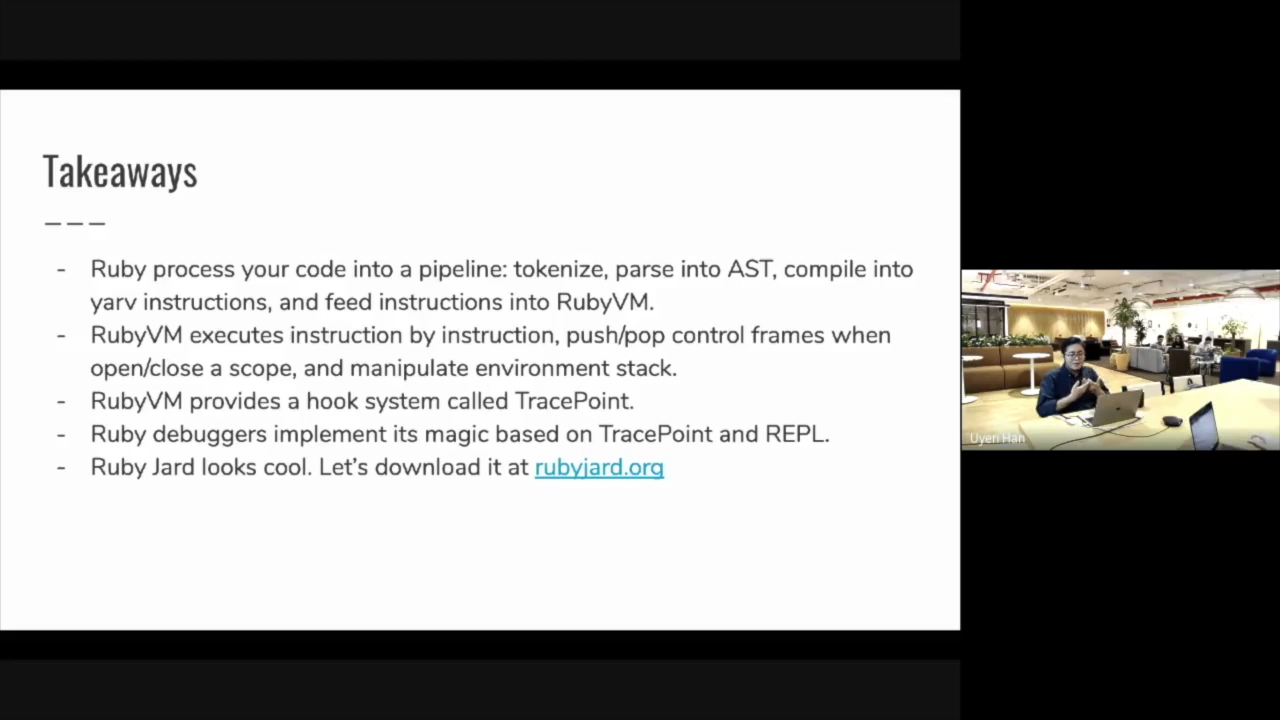 Takeaways
- Ruby process your code into a pipeline: tokenize, parse into AST, compile into
yarv instructions, and feed instructions into RubyVM.
- RubyVM executes instruction by instruction, push/pop control frames when
open/close a scope, and manipulate environment stack.
- RubyVM provides a hook system called TracePoint.
- Ruby debuggers implement its magic based on TracePoint and REPL.
- Ruby Jard looks cool. Let's download it at rubyjard.org
Uyen Han